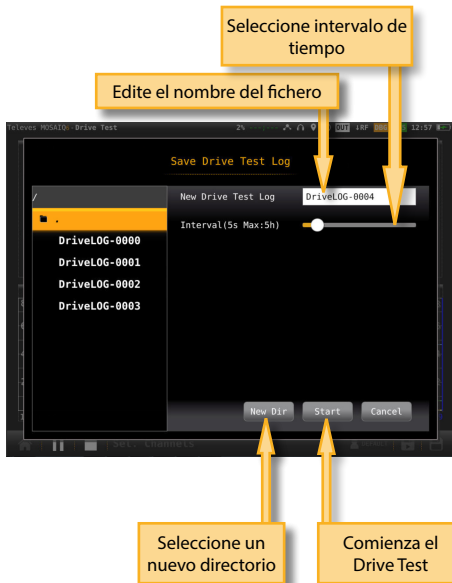 Seleccione intervalo de
tiempo
Edite el nombre del fichero
Televes MOSAIQ6-Drive Test
2%
OUT
RF
12:57
Save Drive Test Log
/
New Drive Test Log
DriveLOG-0004
.
Interval(5s Max:5h)
DriveLOG-0000
DriveLOG-0001
DriveLOG-0002
DriveLOG-0003
New Dir
Start
Cancel
Sel. Channels
Seleccione un
nuevo directorio
Comienza el
Drive Test